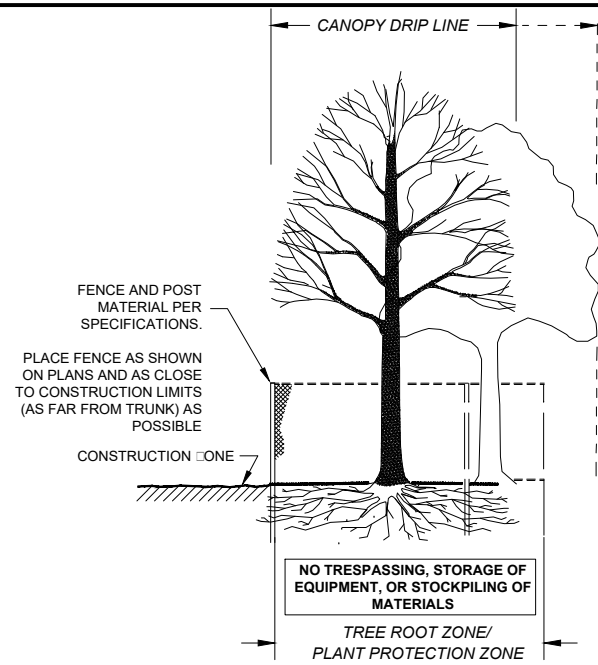 CANOPY DRIP LINE
FENCE AND POST
MATERIAL PER
SPECIFICATIONS.
PLACE FENCE AS SHOWN
ON PLANS AND AS CLOSE
TO CONSTRUCTION LIMITS
(AS FAR FROM TRUNK) AS
POSSIBLE
CONSTRUCTION □ONE
NO TRESPASSING, STORAGE OF
EQUIPMENT, OR STOCKPILING OF
MATERIALS
TREE ROOT ZONE/
PLANT PROTECTION ZONE